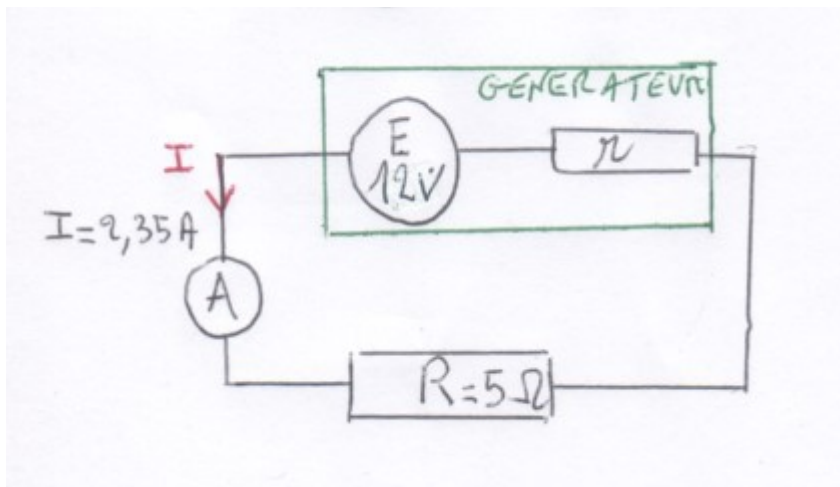 GENERATEUR
E
12V
r
I
I=2,35A
A
R=5Ω